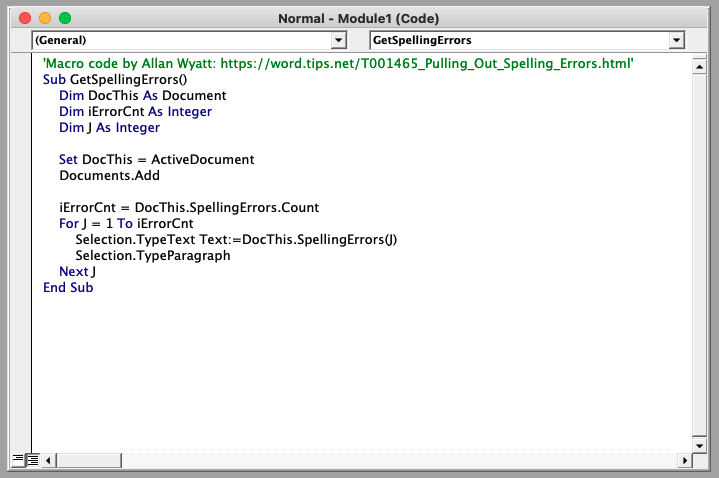 Normal - Module1 (Code)
(General)
GetSpellingErrors
'Macro code by Allan Wyatt: https://word.tips.net/T001465_Pulling_Out_Spelling_Errors.html'
Sub GetSpellingErrors()
    Dim DocThis As Document
    Dim iErrorCnt As Integer
    Dim J As Integer
    Set DocThis = ActiveDocument
    Documents.Add
    iErrorCnt = DocThis.SpellingErrors.Count
    For J = 1 To iErrorCnt
        Selection.TypeText Text:=DocThis.SpellingErrors(J)
        Selection.TypeParagraph
    Next J
End Sub